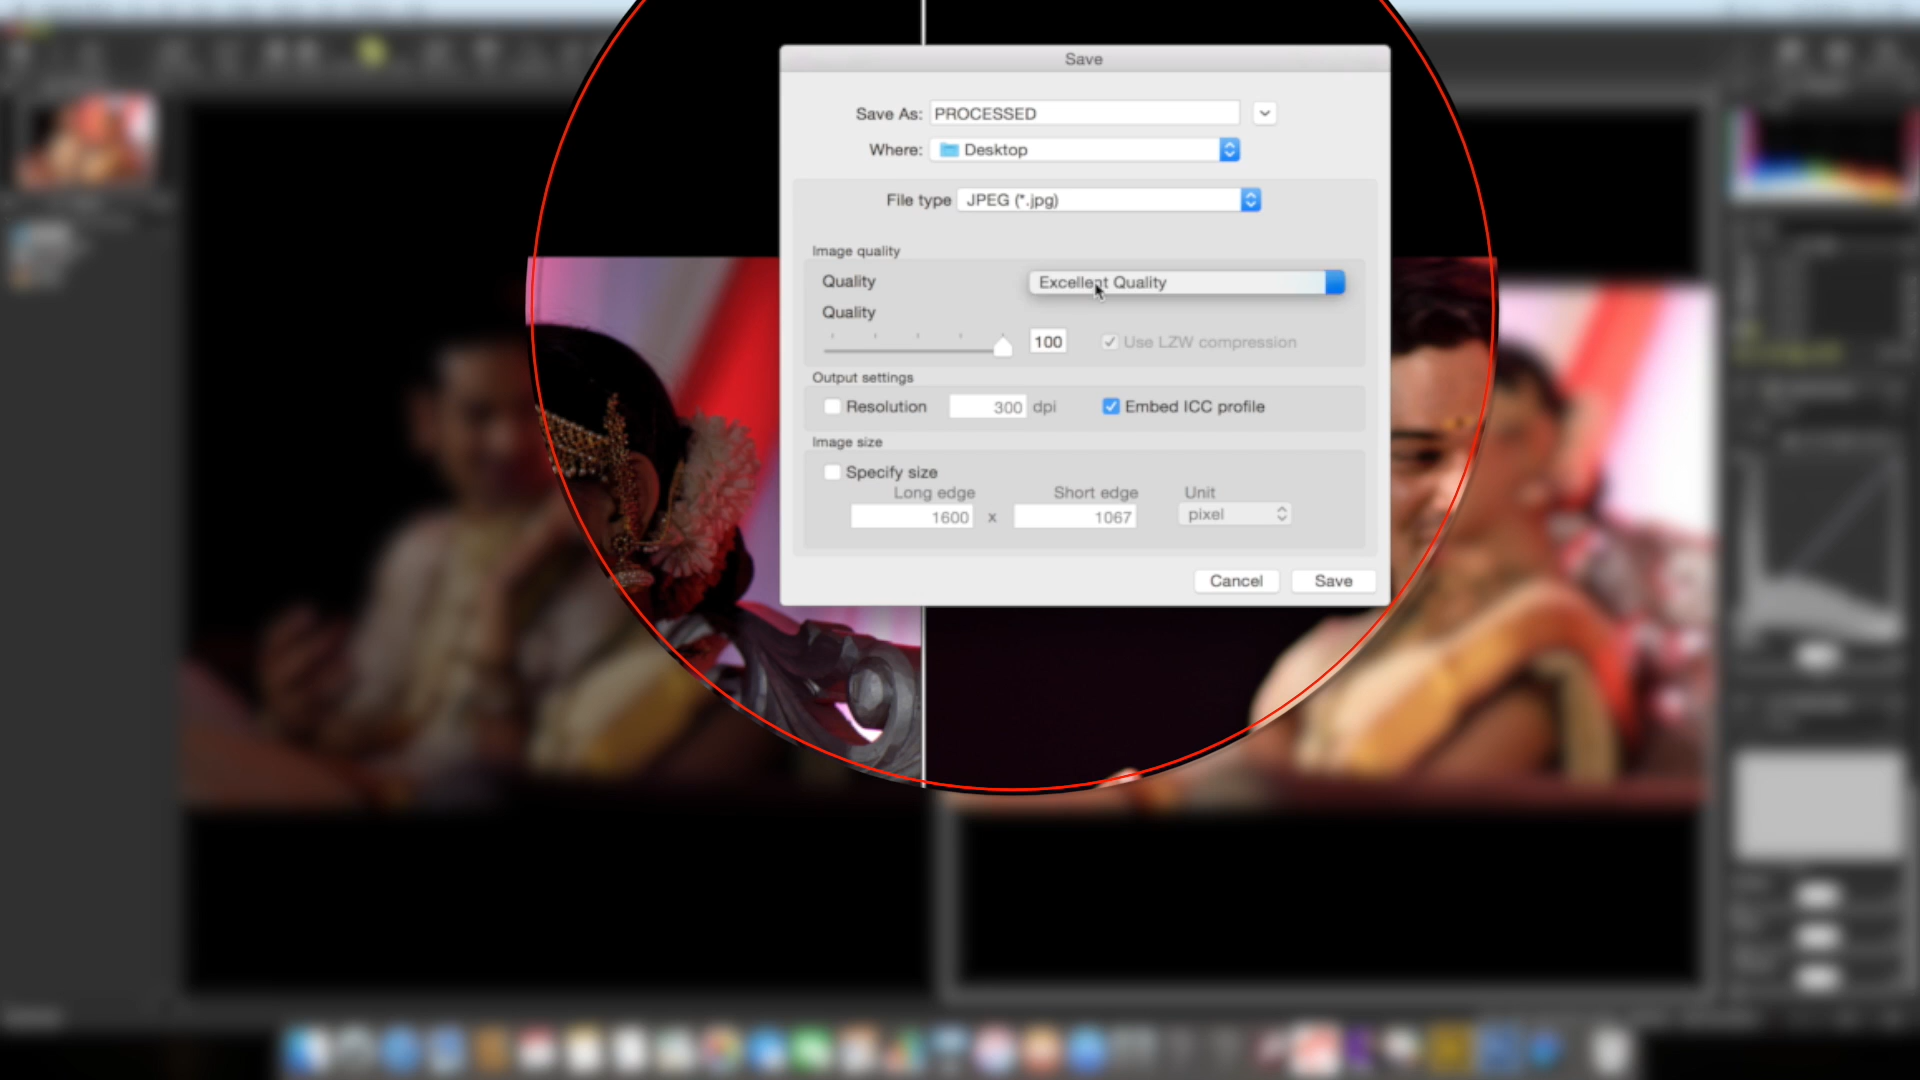 Save
Save As: PROCESSED
Where: Desktop
File type JPEG (*.jpg)
Image quality
Quality Excellent Quality
Quality
100 Use LZW compression
Output settings
Resolution 300 dpi Embed ICC profile
Image size
Specify size
Long edge Short edge Unit
1600 x 1067 pixel
Cancel Save